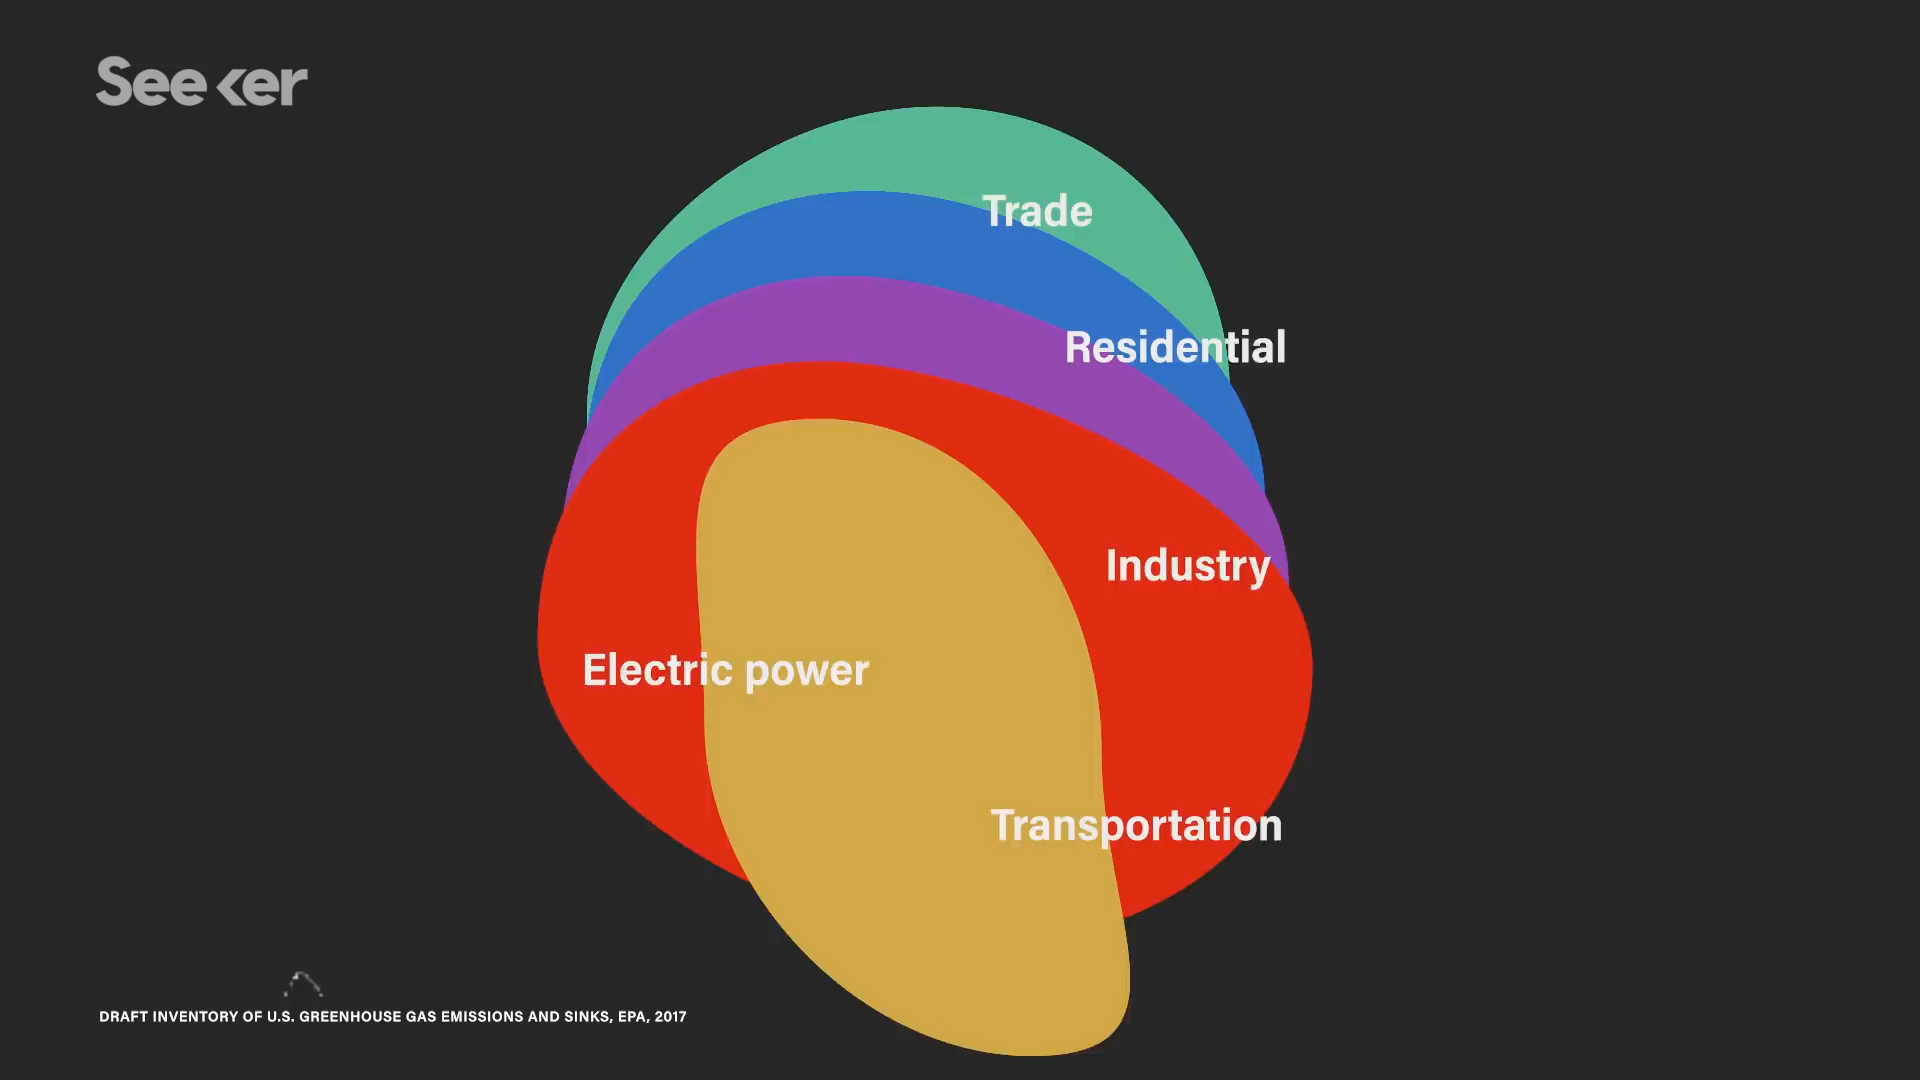 Seeker
Trade
Residential
Industry
Electric power
Transportation
DRAFT INVENTORY OF U.S. GREENHOUSE GAS EMISSIONS AND SINKS, EPA, 2017